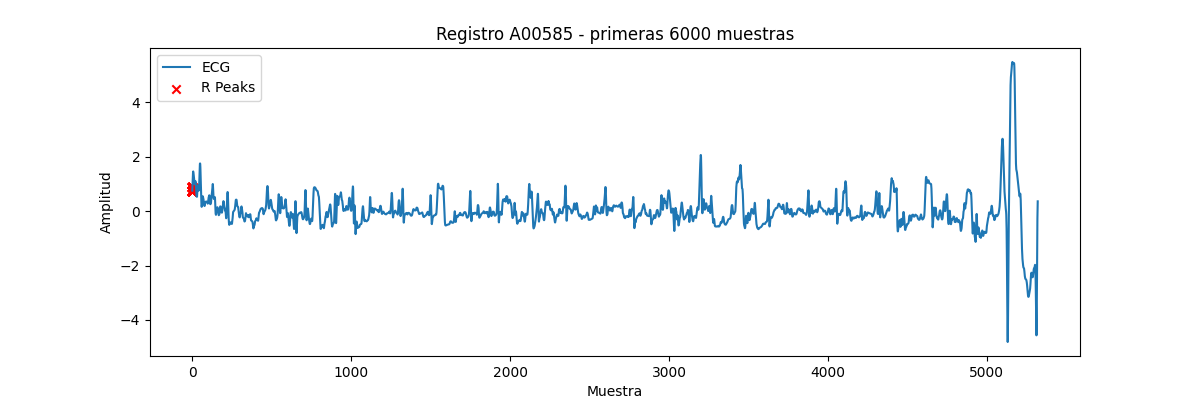 Registro A00585 - primeras 6000 muestras
ECG
R Peaks
Amplitud
4
2
0
−2
−4
0 1000 2000 3000 4000 5000
Muestra